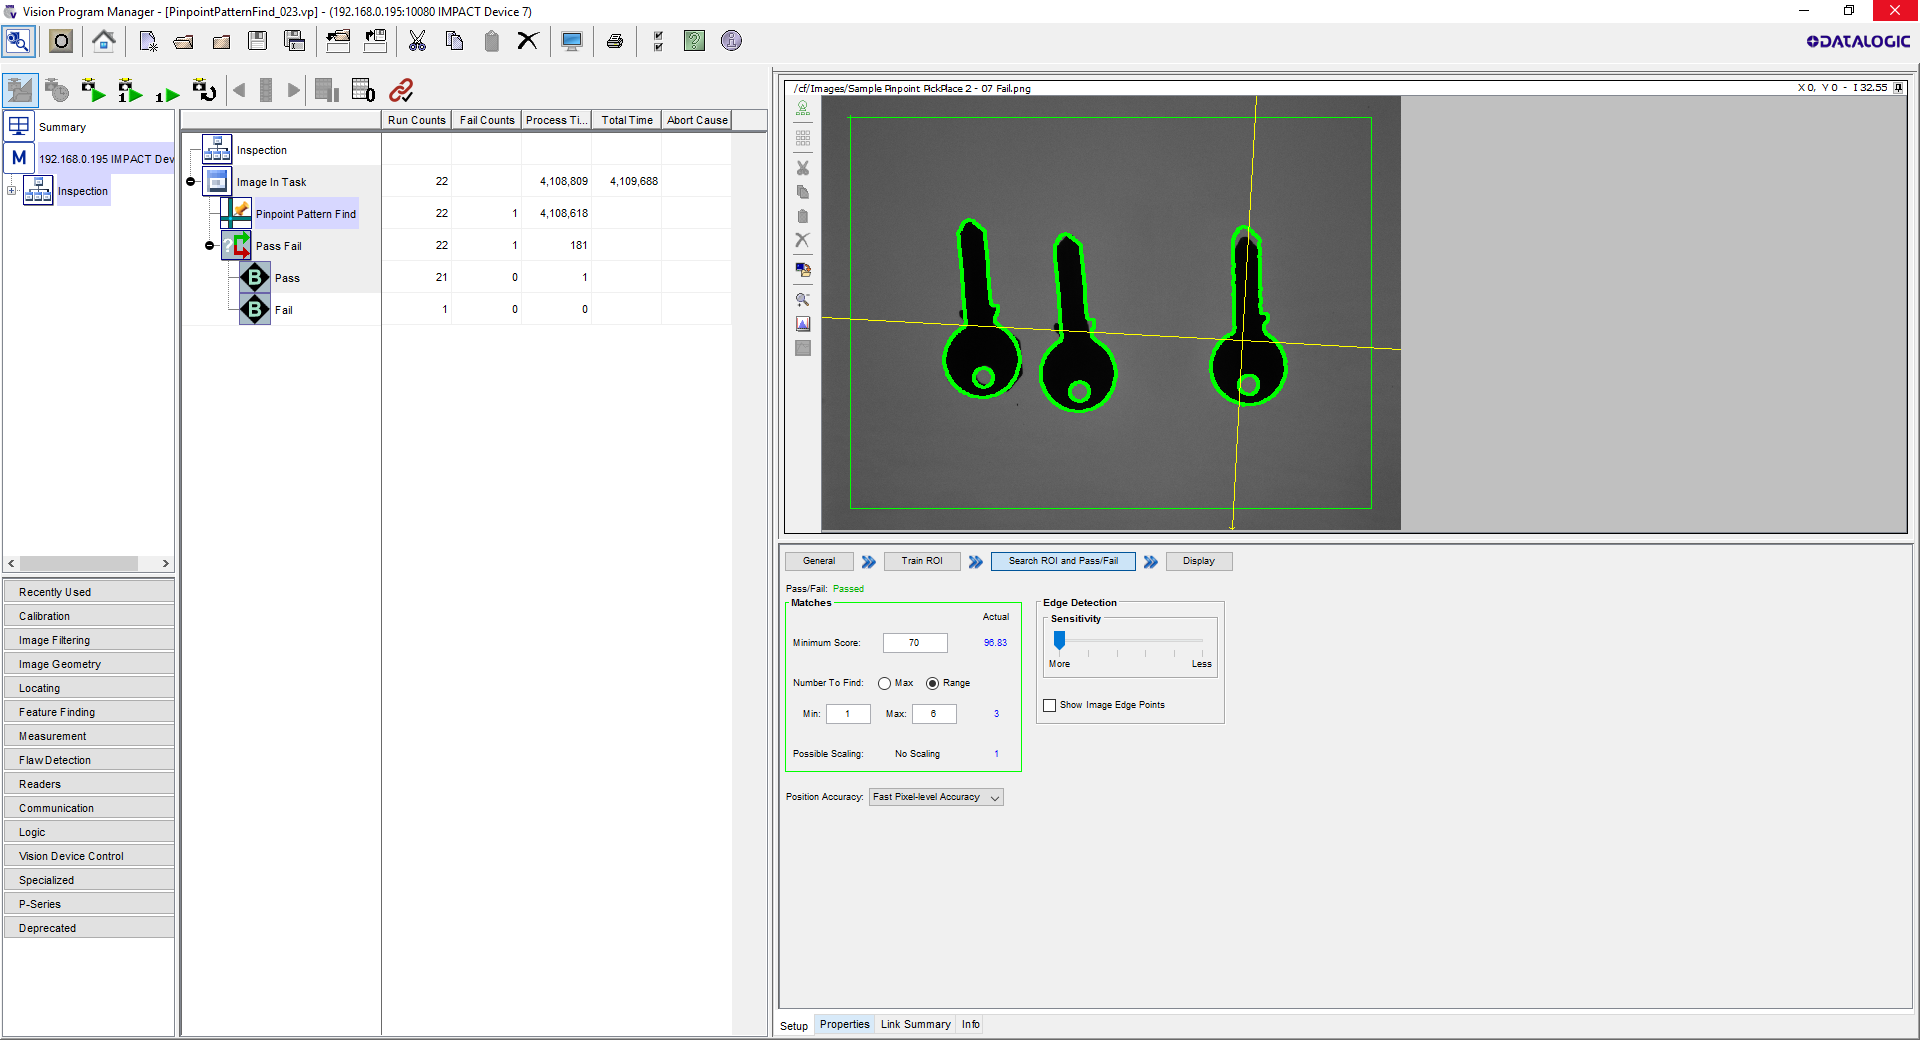 Vision Program Manager - [PinpointPatternFind_023.vp] - (192.168.0.195:10080 IMPACT Device 7)
O
DATALOGIC
1
1
0
/cf/Images/Sample Pinpoint PickPlace 2 - 07 Fail.png
X 0, Y 0 - I 32.55
Summary
M
192.168.0.195 IMPACT Dev
Inspection
Run Counts Fail Counts Process Ti... Total Time Abort Cause
Inspection
Image In Task 22 4,108,809 4,109,688
Pinpoint Pattern Find 22 1 4,108,618
? Pass Fail 22 1 181
B Pass 21 0 1
B Fail 1 0 0
Recently Used
Calibration
Image Filtering
Image Geometry
Locating
Feature Finding
Measurement
Flaw Detection
Readers
Communication
Logic
Vision Device Control
Specialized
P-Series
Deprecated
General Train ROI Search ROI and Pass/Fail Display
Pass/Fail: Passed
Matches
Actual
Minimum Score: 70 96.83
Number To Find: Max Range
Min: 1 Max: 6 3
Possible Scaling: No Scaling 1
Position Accuracy: Fast Pixel-level Accuracy
Edge Detection
Sensitivity
More Less
Show Image Edge Points
Setup Properties Link Summary Info